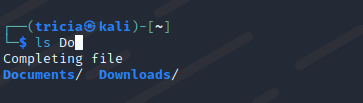 ┌──(tricia㉿kali)-[~]
└─$ ls Do
Completing file
Documents/  Downloads/